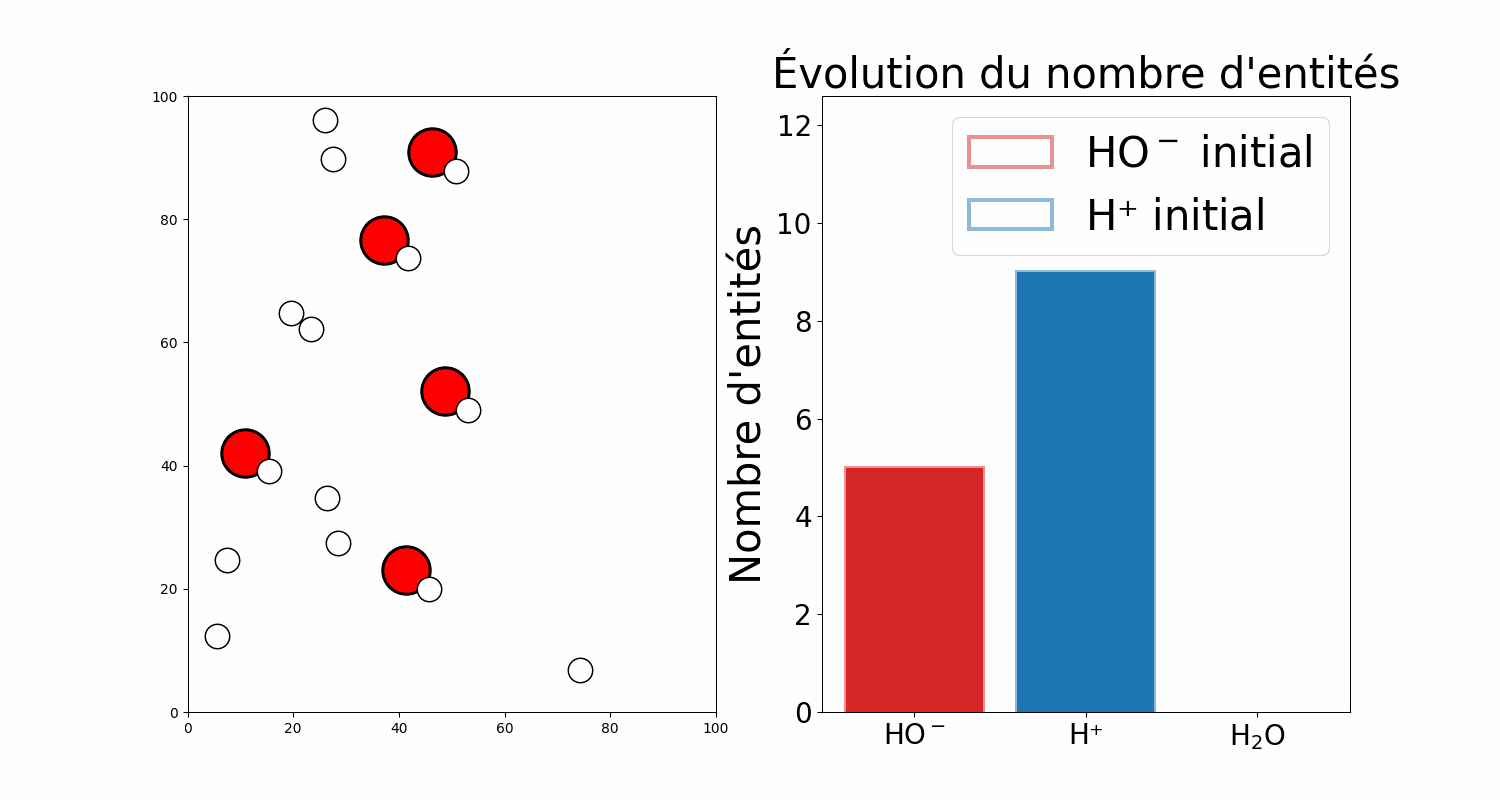 Évolution du nombre d'entités
100
80
60
40
20
0
0 20 40 60 80 100
Nombre d'entités
12
10
8
6
4
2
0
HO⁻ initial
H⁺ initial
HO⁻ H⁺ H₂O